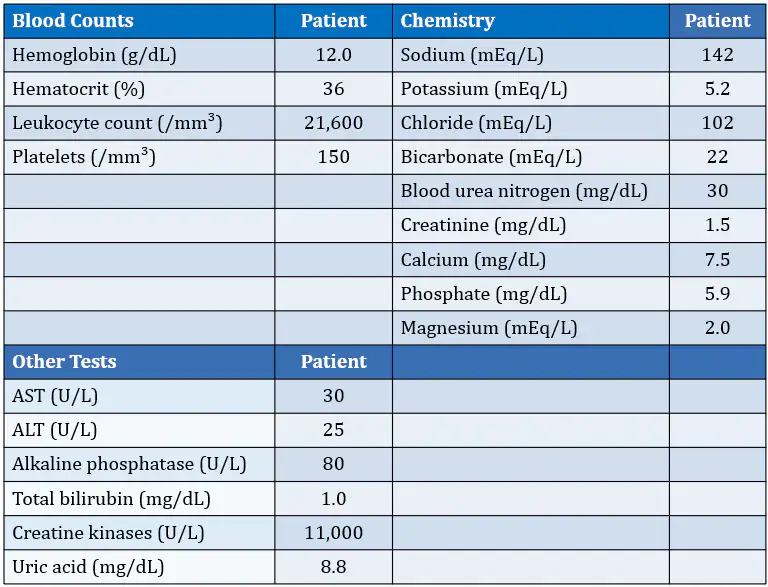 Blood Counts Patient Chemistry Patient
Hemoglobin (g/dL) 12.0 Sodium (mEq/L) 142
Hematocrit (%) 36 Potassium (mEq/L) 5.2
Leukocyte count (/mm³) 21,600 Chloride (mEq/L) 102
Platelets (/mm³) 150 Bicarbonate (mEq/L) 22
Blood urea nitrogen (mg/dL) 30
Creatinine (mg/dL) 1.5
Calcium (mg/dL) 7.5
Phosphate (mg/dL) 5.9
Magnesium (mEq/L) 2.0
Other Tests Patient
AST (U/L) 30
ALT (U/L) 25
Alkaline phosphatase (U/L) 80
Total bilirubin (mg/dL) 1.0
Creatine kinases (U/L) 11,000
Uric acid (mg/dL) 8.8